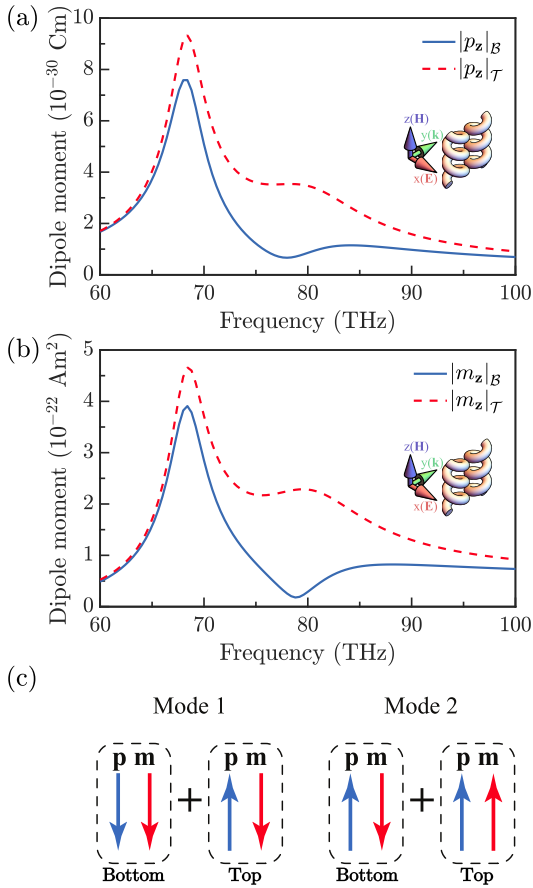 (a)
10
8
6
4
2
0
Dipole moment (10⁻³⁰ Cm)
|p_z|_ℬ
|p_z|_𝒯
z(H)
y(k)
x(E)
60 70 80 90 100
Frequency (THz)
(b)
5
4
3
2
1
0
Dipole moment (10⁻²² Am²)
|m_z|_ℬ
|m_z|_𝒯
z(H)
y(k)
x(E)
60 70 80 90 100
Frequency (THz)
(c)
Mode 1 Mode 2
p m + p m p m + p m
Bottom Top Bottom Top